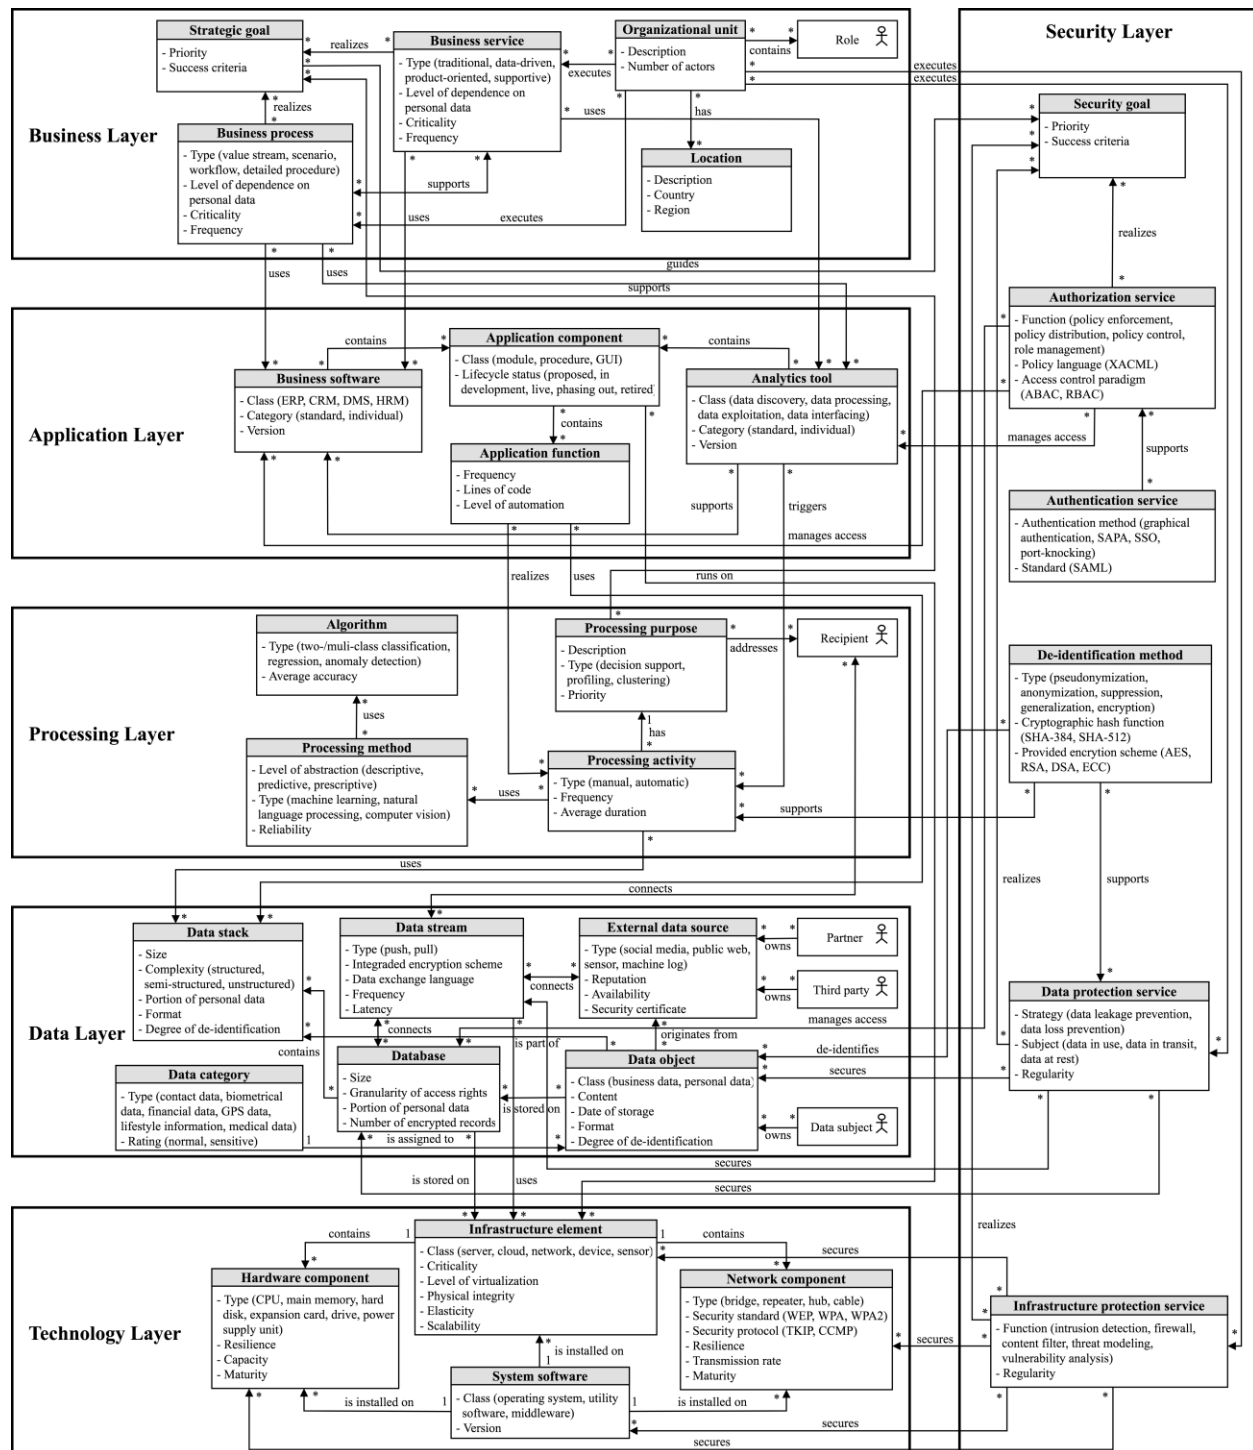 Business Layer
Strategic goal
- Priority
- Success criteria
realizes
Business service
- Type (traditional, data-driven,
product-oriented, supportive)
- Level of dependence on
personal data
- Criticality
- Frequency
executes
Organizational unit
- Description
- Number of actors
contains
Role
executes
executes
realizes
Business process
- Type (value stream, scenario,
workflow, detailed procedure)
- Level of dependence on
personal data
- Criticality
- Frequency
supports
uses
has
Location
- Description
- Country
- Region
uses
executes
uses
uses
guides
supports
Security Layer
Security goal
- Priority
- Success criteria
realizes
Authorization service
- Function (policy enforcement,
policy distribution, policy control,
role management)
- Policy language (XACML)
- Access control paradigm
(ABAC, RBAC)
manages access
supports
Authentication service
- Authentication method (graphical
authentication, SAPA, SSO,
port-knocking)
- Standard (SAML)
Application Layer
contains
Application component
- Class (module, procedure, GUI)
- Lifecycle status (proposed, in
development, live, phasing out, retired)
contains
Business software
- Class (ERP, CRM, DMS, HRM)
- Category (standard, individual)
- Version
Analytics tool
- Class (data discovery, data processing,
data exploitation, data interfacing)
- Category (standard, individual)
- Version
contains
Application function
- Frequency
- Lines of code
- Level of automation
supports
triggers
manages access
realizes
uses
runs on
Processing Layer
Algorithm
- Type (two-/muli-class classification,
regression, anomaly detection)
- Average accuracy
Processing purpose
- Description
- Type (decision support,
profiling, clustering)
- Priority
addresses
Recipient
uses
1
has
Processing method
- Level of abstraction (descriptive,
predictive, prescriptive)
- Type (machine learning, natural
language processing, computer vision)
- Reliability
uses
Processing activity
- Type (manual, automatic)
- Frequency
- Average duration
supports
De-identification method
- Type (pseudonymization,
anonymization, suppression,
generalization, encryption)
- Cryptographic hash function
(SHA-384, SHA-512)
- Provided encrytion scheme (AES,
RSA, DSA, ECC)
uses
connects
realizes
supports
Data Layer
Data stack
- Size
- Complexity (structured,
semi-structured, unstructured)
- Portion of personal data
- Format
- Degree of de-identification
Data stream
- Type (push, pull)
- Integraded encryption scheme
- Data exchange language
- Frequency
- Latency
connects
External data source
- Type (social media, public web,
sensor, machine log)
- Reputation
- Availability
- Security certificate
owns
Partner
owns
Third party
manages access
contains
connects
is part of
originates from
Data category
- Type (contact data, biometrical
data, financial data, GPS data,
lifestyle information, medical data)
- Rating (normal, sensitive)
1
is assigned to
Database
- Size
- Granularity of access rights
- Portion of personal data
- Number of encrypted records
is stored on
Data object
- Class (business data, personal data)
- Content
- Date of storage
- Format
- Degree of de-identification
de-identifies
secures
owns
Data subject
Data protection service
- Strategy (data leakage prevention,
data loss prevention)
- Subject (data in use, data in transit,
data at rest)
- Regularity
secures
secures
is stored on
uses
Technology Layer
contains
1
Infrastructure element
- Class (server, cloud, network, device, sensor)
- Criticality
- Level of virtualization
- Physical integrity
- Elasticity
- Scalability
1
contains
secures
realizes
Hardware component
- Type (CPU, main memory, hard
disk, expansion card, drive, power
supply unit)
- Resilience
- Capacity
- Maturity
Network component
- Type (bridge, repeater, hub, cable)
- Security standard (WEP, WPA, WPA2)
- Security protocol (TKIP, CCMP)
- Resilience
- Transmission rate
- Maturity
secures
Infrastructure protection service
- Function (intrusion detection, firewall,
content filter, threat modeling,
vulnerability analysis)
- Regularity
is installed on
1
System software
- Class (operating system, utility
software, middleware)
- Version
is installed on
1
1
is installed on
secures
secures